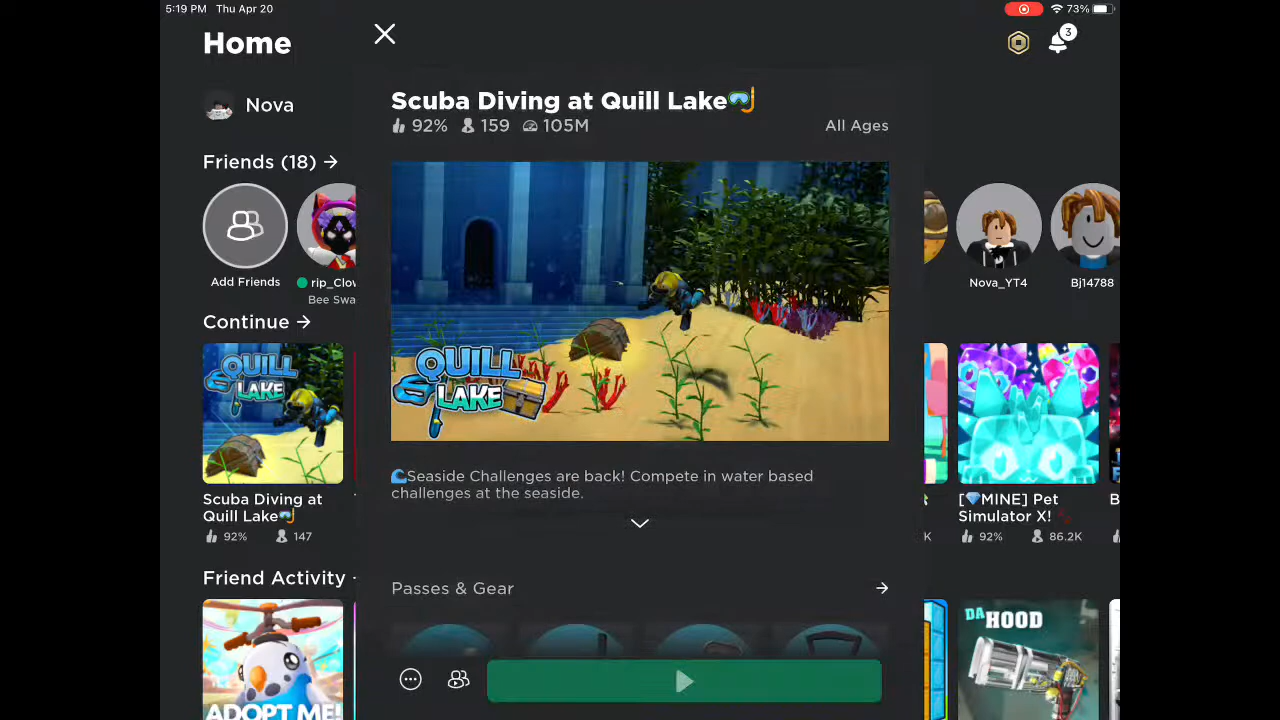 5:19 PM Thu Apr 20
73%
Home
3
Nova
Scuba Diving at Quill Lake🤿
92% 159 105M
All Ages
Friends (18) →
Add Friends
rip_Clow
Bee Swa
Nova_YT4
Bj14788
Continue →
QUILL
LAKE
QUILL
LAKE
Scuba Diving at
Quill Lake🤿
92% 147
🌊Seaside Challenges are back! Compete in water based
challenges at the seaside.
[💎MINE] Pet
Simulator X! 🐾
92% 86.2K
B
K
Passes & Gear →
Friend Activity
ADOPT ME!
DA HOOD